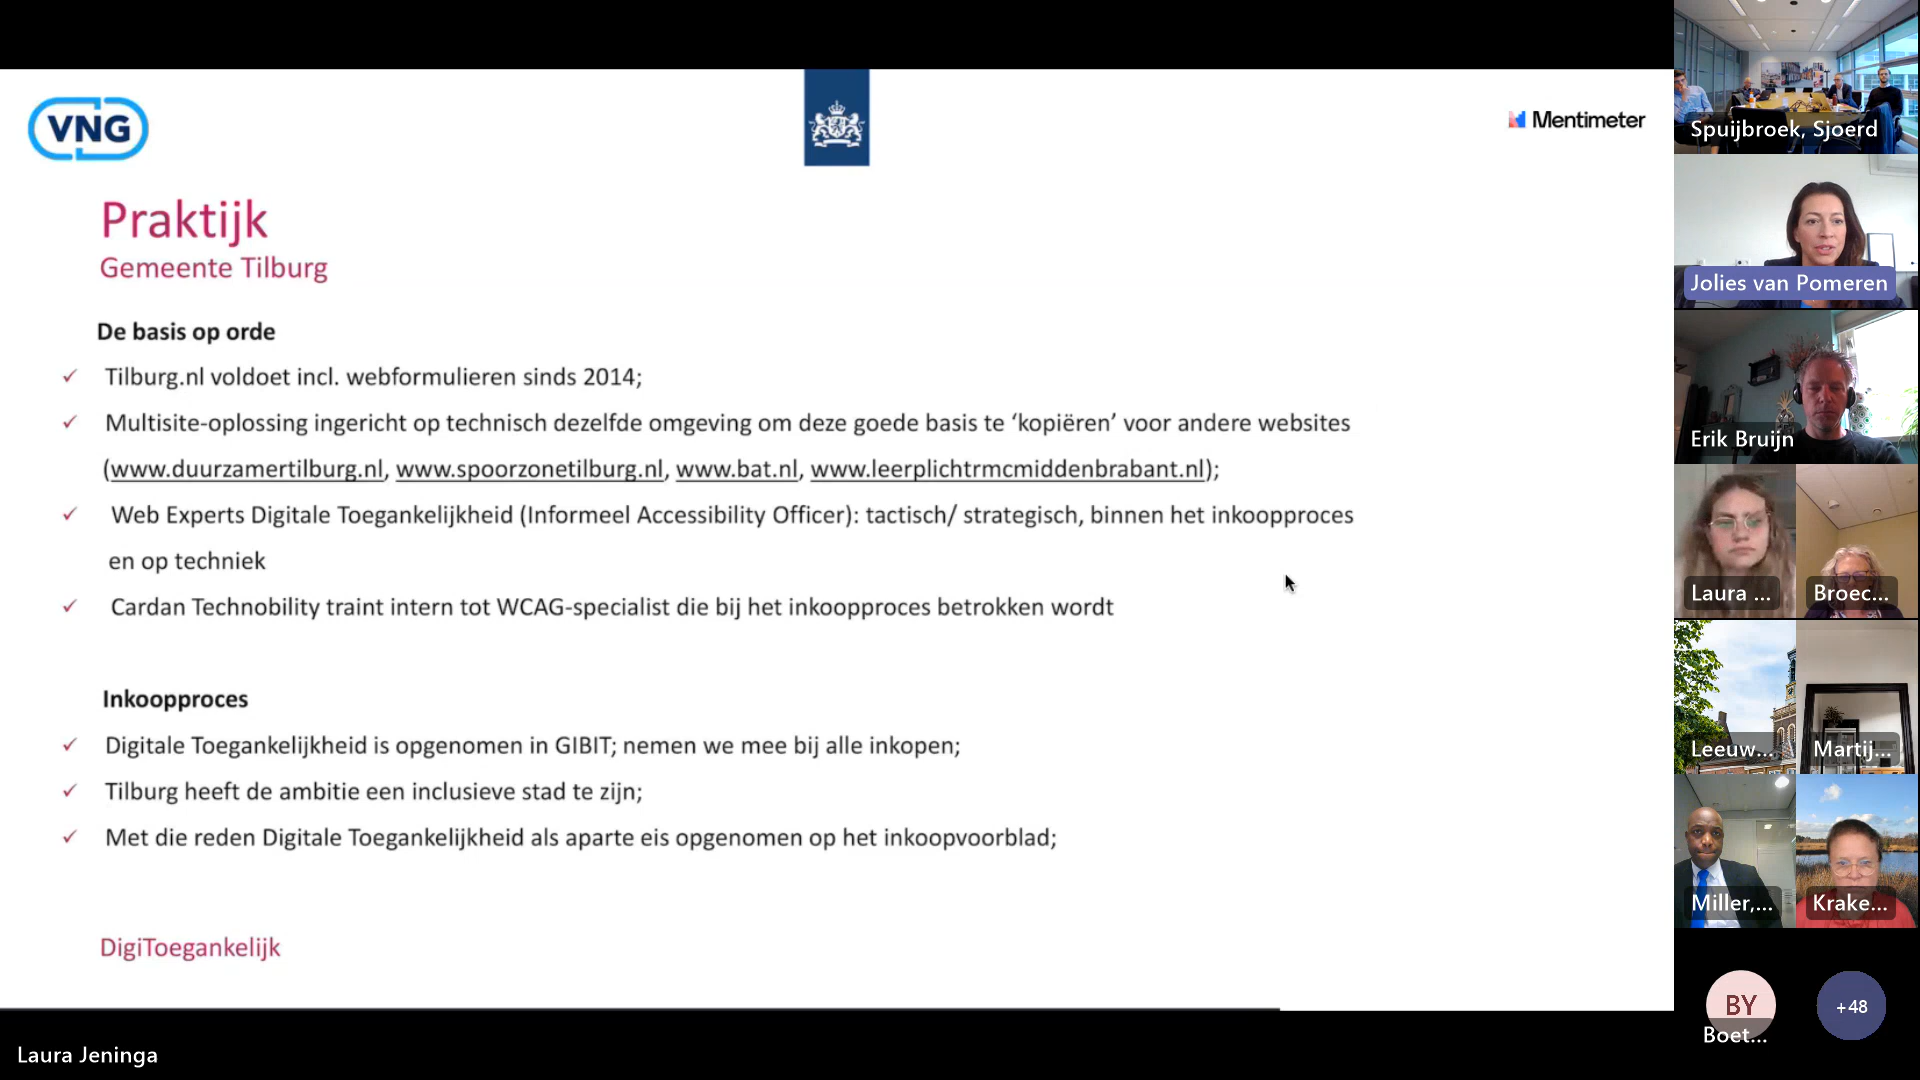 VNG
Mentimeter
Praktijk
Gemeente Tilburg
De basis op orde
✓ Tilburg.nl voldoet incl. webformulieren sinds 2014;
✓ Multisite-oplossing ingericht op technisch dezelfde omgeving om deze goede basis te ‘kopiëren’ voor andere websites
(www.duurzamertilburg.nl, www.spoorzonetilburg.nl, www.bat.nl, www.leerplichtrmcmiddenbrabant.nl);
✓ Web Experts Digitale Toegankelijkheid (Informeel Accessibility Officer): tactisch/ strategisch, binnen het inkoopproces
en op techniek
✓ Cardan Technobility traint intern tot WCAG-specialist die bij het inkoopproces betrokken wordt
Inkoopproces
✓ Digitale Toegankelijkheid is opgenomen in GIBIT; nemen we mee bij alle inkopen;
✓ Tilburg heeft de ambitie een inclusieve stad te zijn;
✓ Met die reden Digitale Toegankelijkheid als aparte eis opgenomen op het inkoopvoorblad;
DigiToegankelijk
Laura Jeninga
Spuijbroek, Sjoerd
Jolies van Pomeren
Erik Bruijn
Laura ...
Broec...
Leeuw...
Martij...
Miller,...
Krake...
BY
Boet...
+48